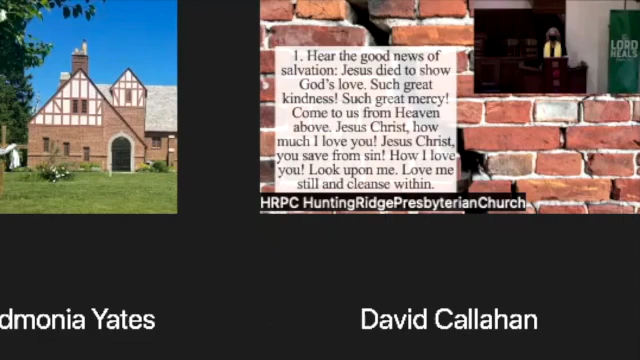 1. Hear the good news of
salvation: Jesus died to show
God's love. Such great
kindness! Such great mercy!
Come to us from Heaven
above. Jesus Christ, how
much I love you! Jesus Christ,
you save from sin! How I love
you! Look upon me. Love me
still and cleanse within.
LORD
HEALS
HRPC HuntingRidgePresbyterianChurch
dmonia Yates
David Callahan